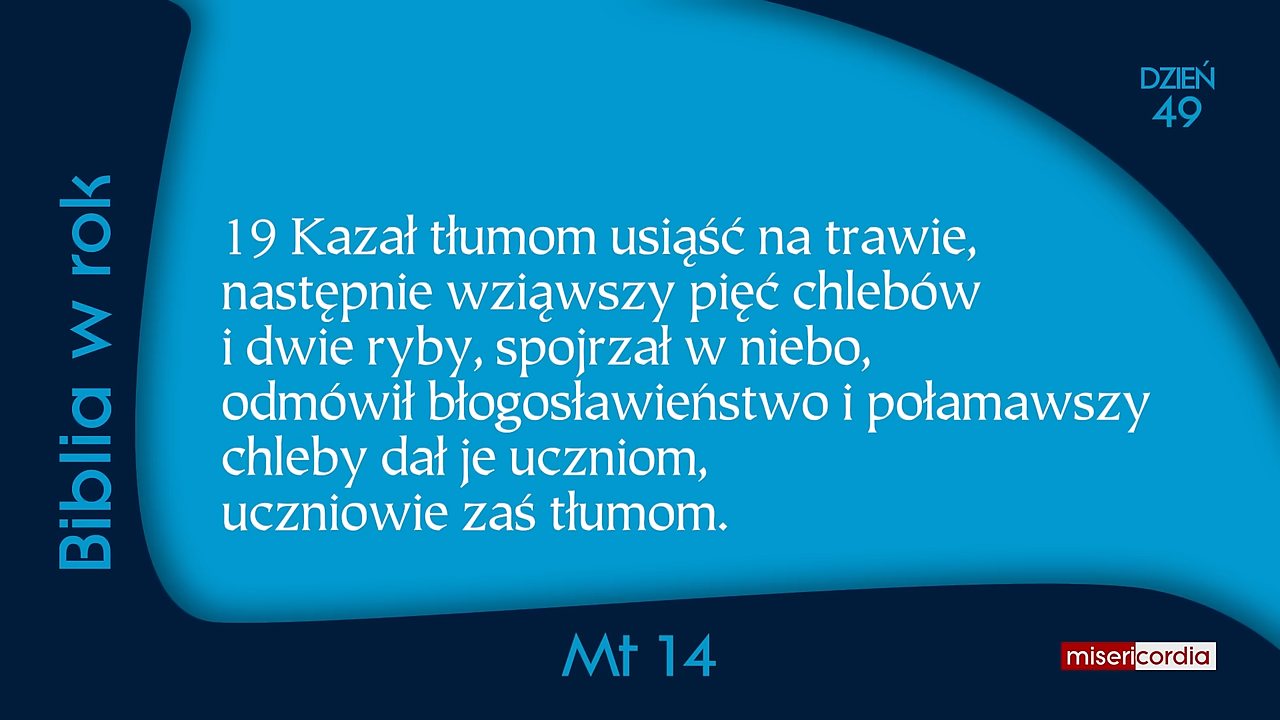 DZIEŃ
49
Biblia w rok
19 Kazał tłumom usiąść na trawie,
następnie wziąwszy pięć chlebów
i dwie ryby, spojrzał w niebo,
odmówił błogosławieństwo i połamawszy
chleby dał je uczniom,
uczniowie zaś tłumom.
Mt 14
misericordia